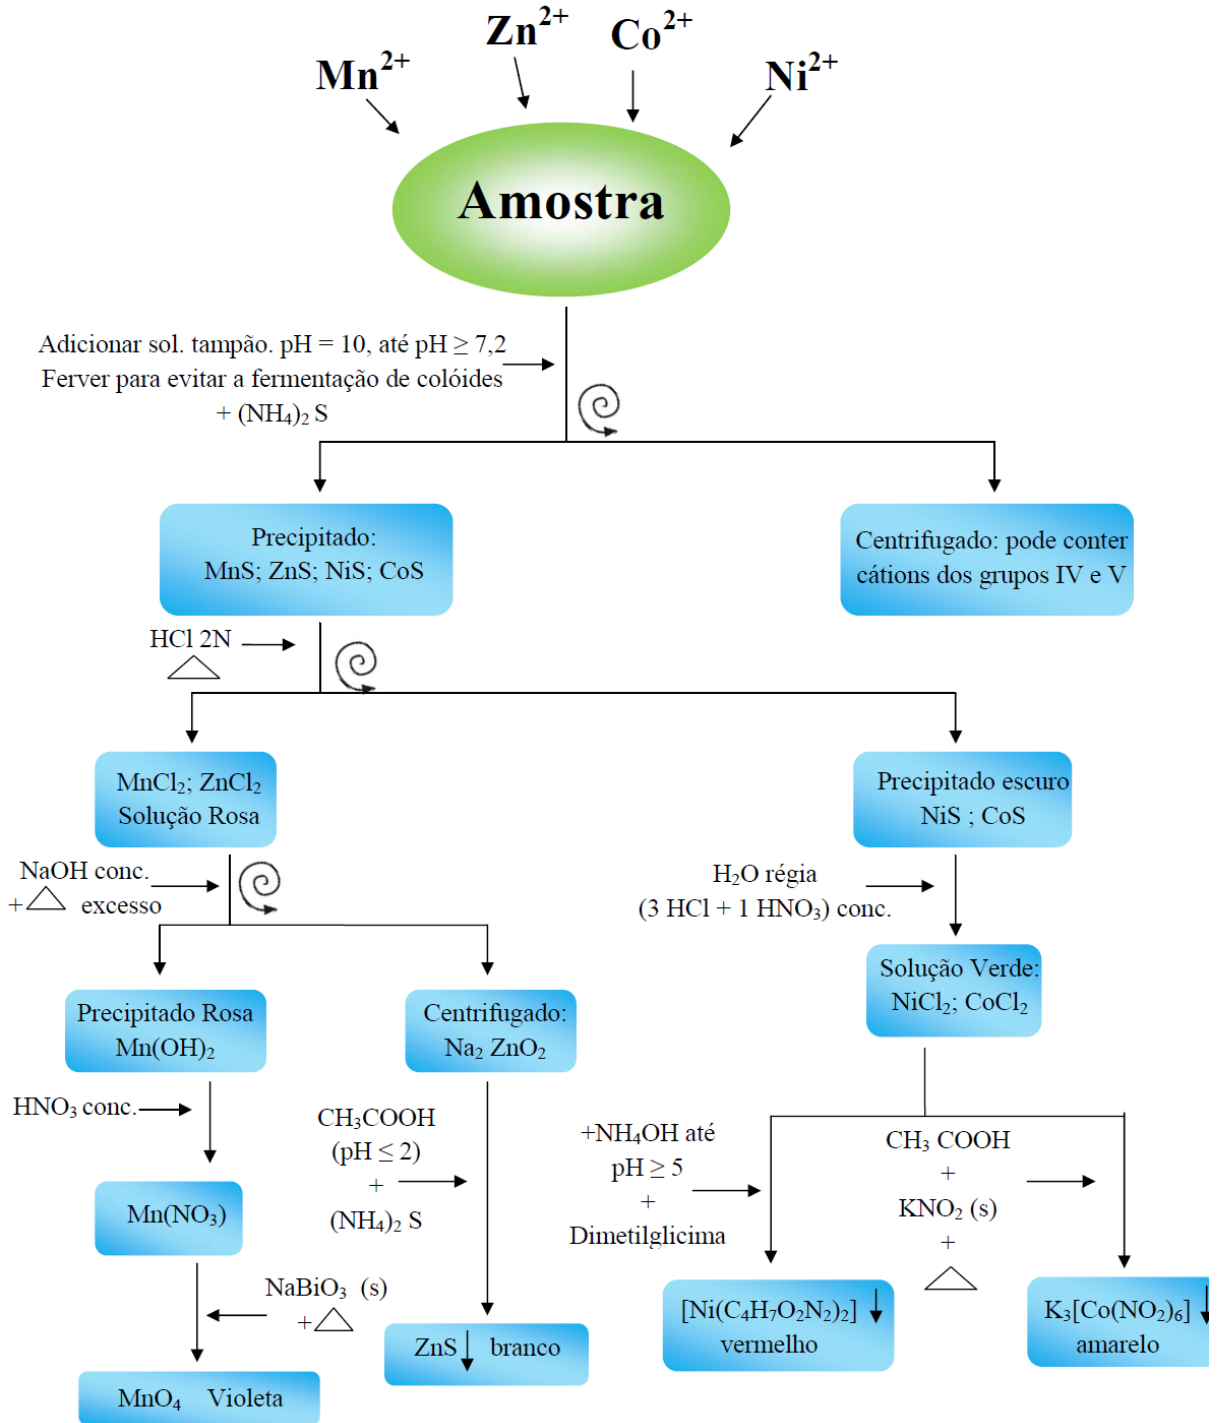 Mn²⁺
Zn²⁺
Co²⁺
Ni²⁺
Amostra
Adicionar sol. tampão. pH = 10, até pH ≥ 7,2
Ferver para evitar a fermentação de colóides
+ (NH₄)₂ S
Precipitado:
MnS; ZnS; NiS; CoS
Centrifugado: pode conter
cátions dos grupos IV e V
HCl 2N
MnCl₂; ZnCl₂
Solução Rosa
Precipitado escuro
NiS ; CoS
NaOH conc.
+ excesso
H₂O régia
(3 HCl + 1 HNO₃) conc.
Precipitado Rosa
Mn(OH)₂
Centrifugado:
Na₂ ZnO₂
Solução Verde:
NiCl₂; CoCl₂
HNO₃ conc.
CH₃COOH
(pH ≤ 2)
+
(NH₄)₂ S
+NH₄OH até
pH ≥ 5
+
Dimetilglicima
CH₃ COOH
+
KNO₂ (s)
+
Mn(NO₃)
NaBiO₃ (s)
+
MnO₄ Violeta
ZnS branco
[Ni(C₄H₇O₂N₂)₂]
vermelho
K₃[Co(NO₂)₆]
amarelo